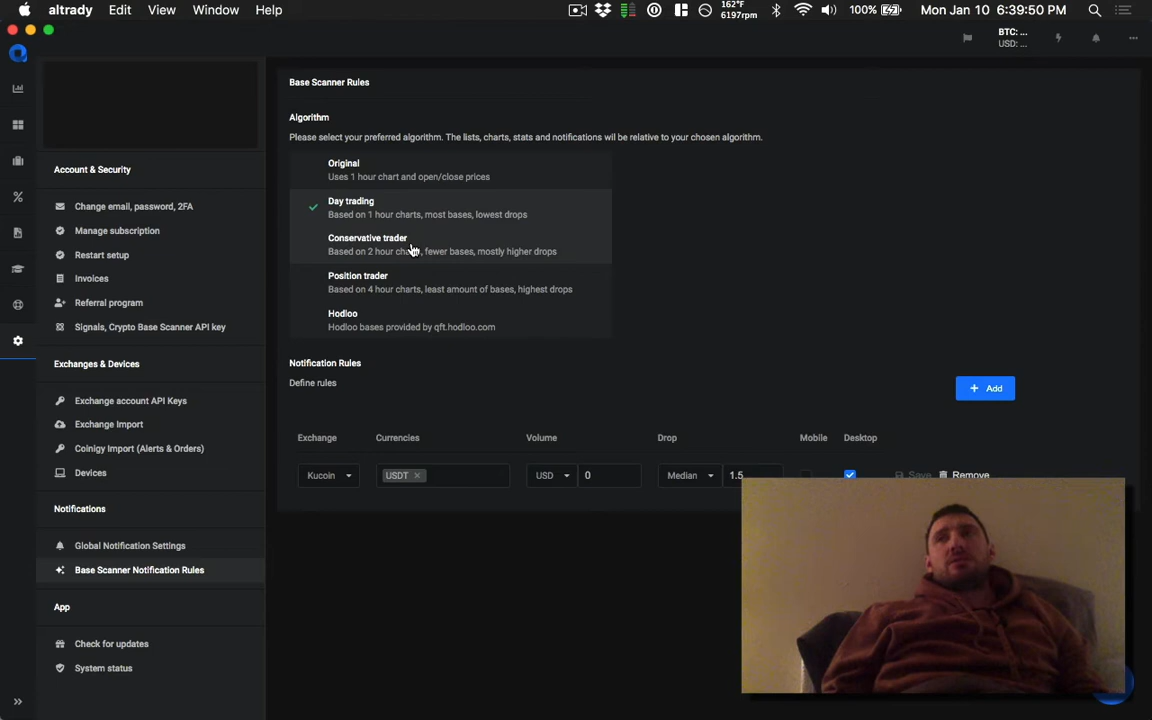 altrady Edit View Window Help
162°F
6197rpm
100%
Mon Jan 10 6:39:50 PM
BTC: ...
USD: ...
Base Scanner Rules
Algorithm
Please select your preferred algorithm. The lists, charts, stats and notifications will be relative to your chosen algorithm.
Original
Uses 1 hour chart and open/close prices
Day trading
Based on 1 hour charts, most bases, lowest drops
Conservative trader
Based on 2 hour charts, fewer bases, mostly higher drops
Position trader
Based on 4 hour charts, least amount of bases, highest drops
Hodloo
Hodloo bases provided by qft.hodloo.com
Notification Rules
Define rules
+ Add
Exchange Currencies Volume Drop Mobile Desktop
Kucoin USDT × USD 0 Median 1.5 Save Remove
Account & Security
Change email, password, 2FA
Manage subscription
Restart setup
Invoices
Referral program
Signals, Crypto Base Scanner API key
Exchanges & Devices
Exchange account API Keys
Exchange Import
Coinigy Import (Alerts & Orders)
Devices
Notifications
Global Notification Settings
Base Scanner Notification Rules
App
Check for updates
System status